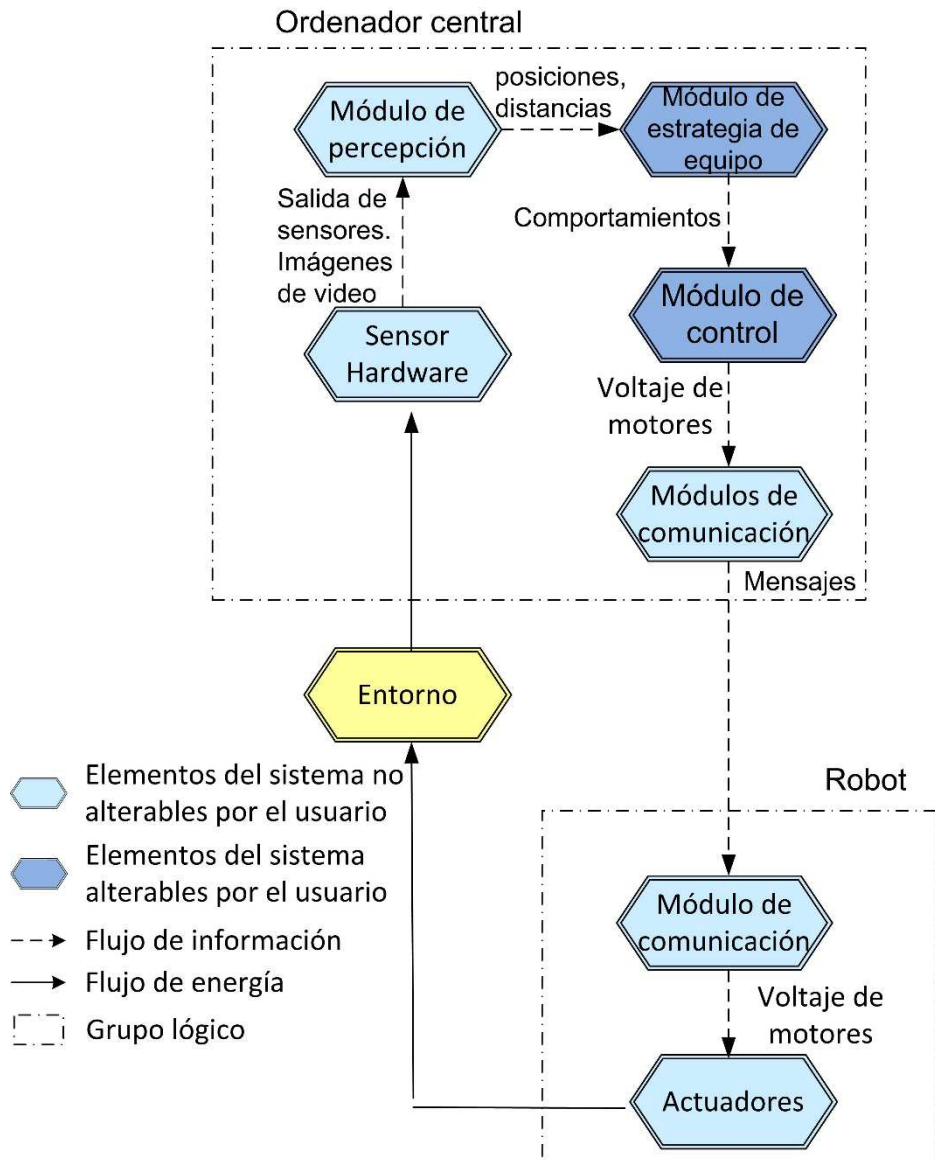 Ordenador central
Módulo de
percepción
posiciones,
distancias
Módulo de
estrategia de
equipo
Salida de
sensores.
Imágenes
de video
Comportamientos
Sensor
Hardware
Módulo de
control
Voltaje de
motores
Módulos de
comunicación
Mensajes
Entorno
Elementos del sistema no
alterables por el usuario
Elementos del sistema
alterables por el usuario
Flujo de información
Flujo de energía
Grupo lógico
Robot
Módulo de
comunicación
Voltaje de
motores
Actuadores